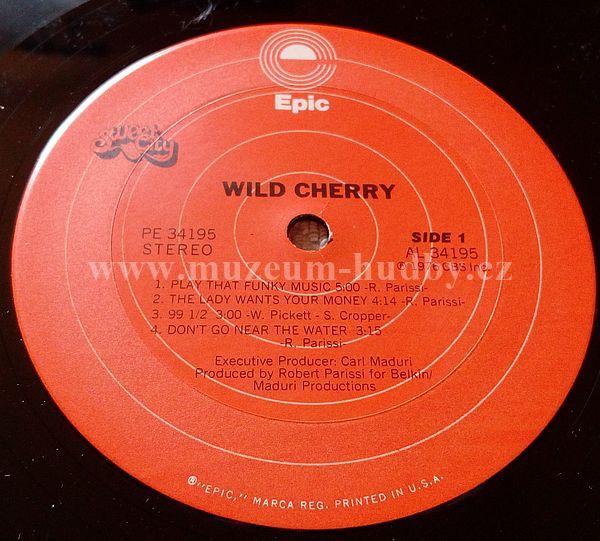 Epic
Sweet City
WILD CHERRY
PE 34195
STEREO
SIDE 1
AL 34195
℗ 1976 CBS Inc.
www.muzeum-hudby.cz
1. PLAY THAT FUNKY MUSIC 5:00 -R. Parissi-
2. THE LADY WANTS YOUR MONEY 4:14 -R. Parissi-
3. 99 1/2 3:00 -W. Pickett - S. Cropper-
4. DON'T GO NEAR THE WATER 3:15
-R. Parissi-
Executive Producer: Carl Maduri
Produced by Robert Parissi for Belkin/
Maduri Productions
®"EPIC," MARCA REG. PRINTED IN U.S.A.